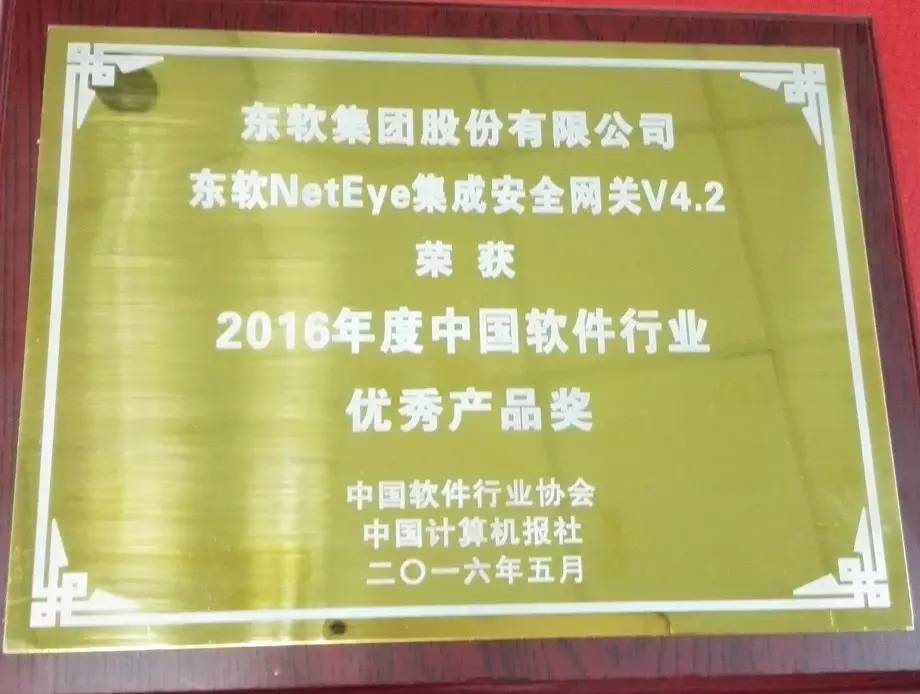 东软集团股份有限公司
东软NetEye集成安全网关V4.2
荣 获
2016年度中国软件行业
优秀产品奖
中国软件行业协会
中国计算机报社
二〇一六年五月